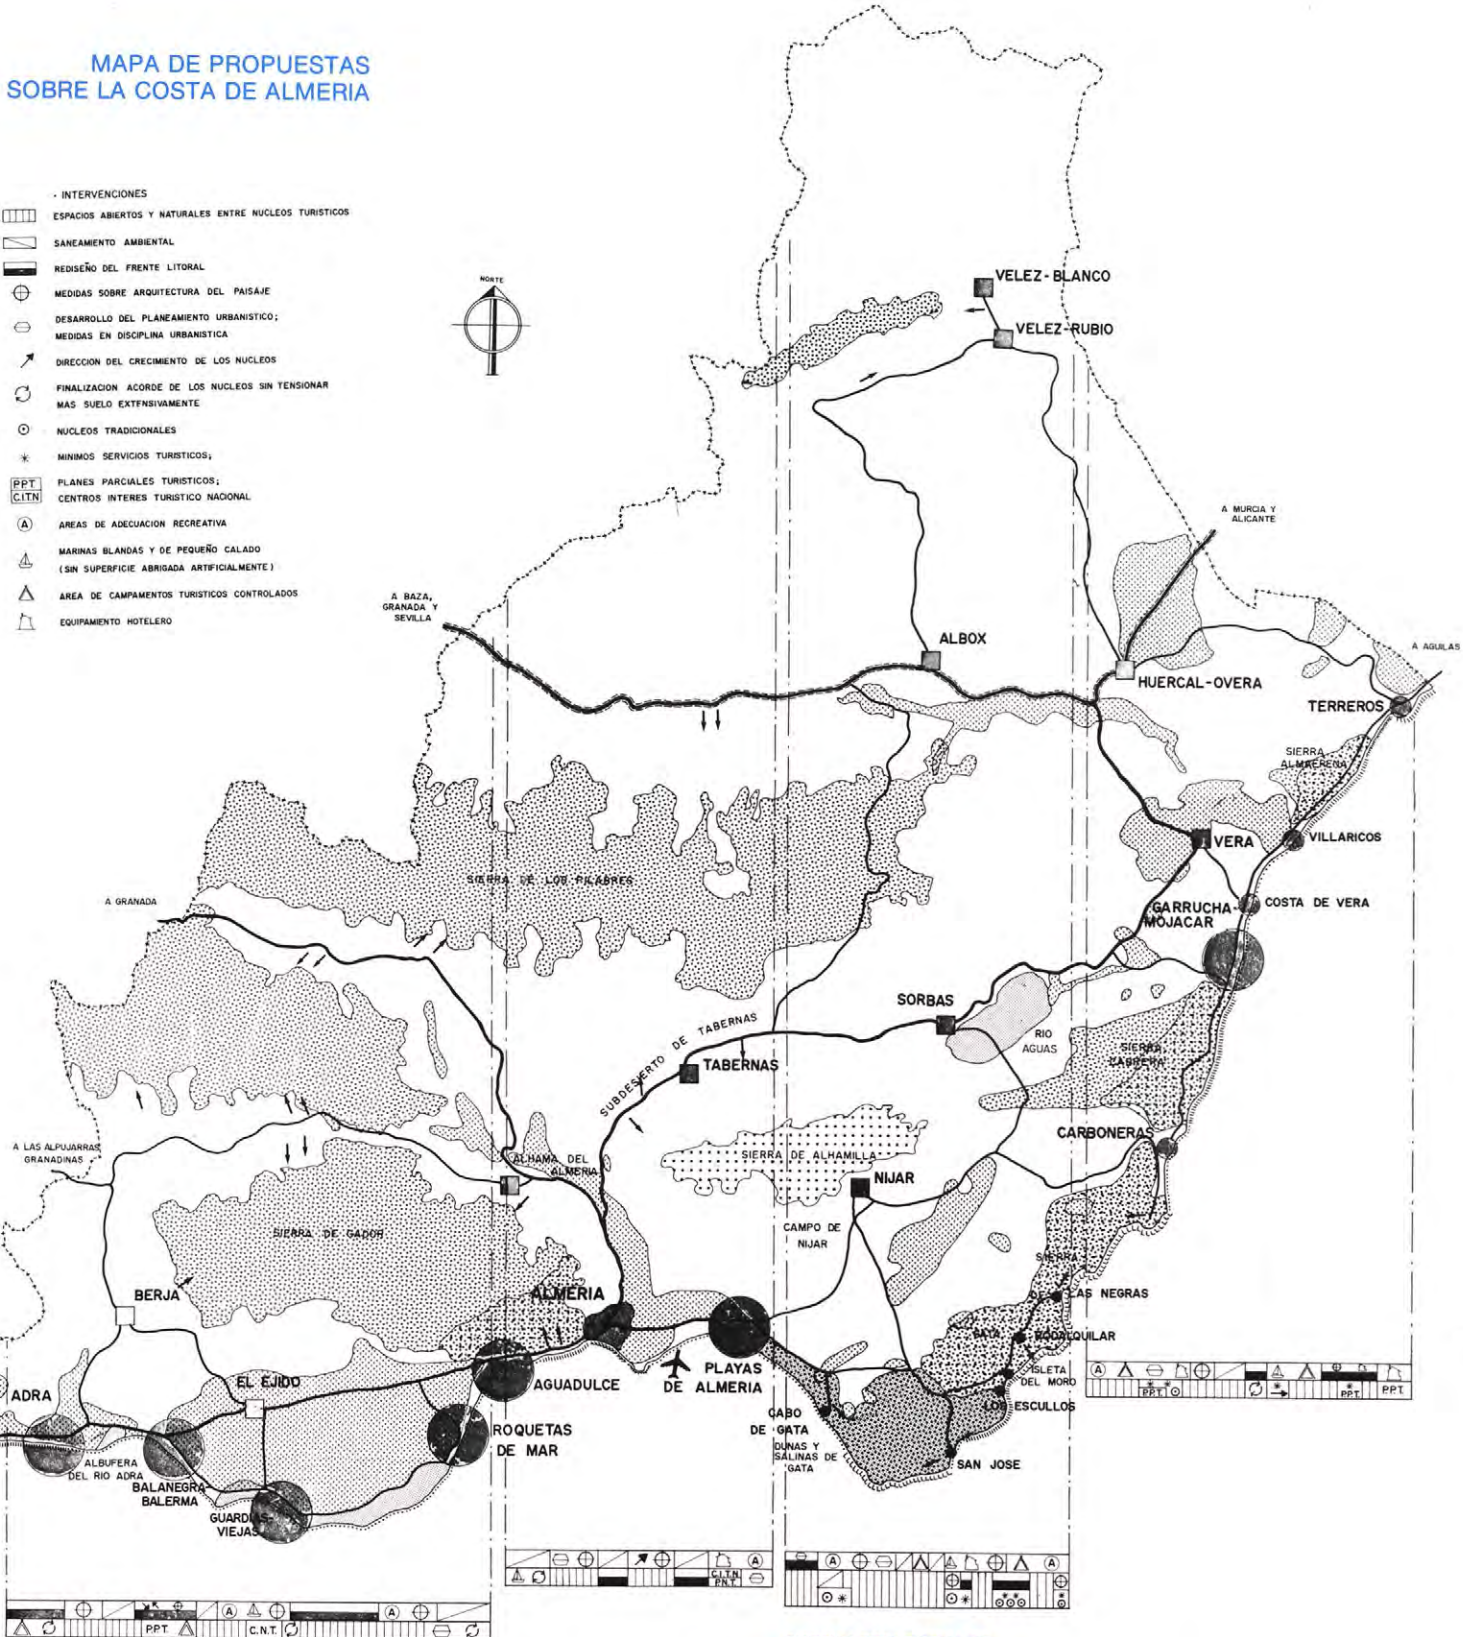 MAPA DE PROPUESTAS
SOBRE LA COSTA DE ALMERIA
- INTERVENCIONES
ESPACIOS ABIERTOS Y NATURALES ENTRE NUCLEOS TURISTICOS
SANEAMIENTO AMBIENTAL
REDISEÑO DEL FRENTE LITORAL
MEDIDAS SOBRE ARQUITECTURA DEL PAISAJE
DESARROLLO DEL PLANEAMIENTO URBANISTICO;
MEDIDAS EN DISCIPLINA URBANISTICA
DIRECCION DEL CRECIMIENTO DE LOS NUCLEOS
FINALIZACION ACORDE DE LOS NUCLEOS SIN TENSIONAR
MAS SUELO EXTENSIVAMENTE
NUCLEOS TRADICIONALES
MINIMOS SERVICIOS TURISTICOS;
P.P.T. PLANES PARCIALES TURISTICOS;
C.I.T.N CENTROS INTERES TURISTICO NACIONAL
A AREAS DE ADECUACION RECREATIVA
MARINAS BLANDAS Y DE PEQUEÑO CALADO
(SIN SUPERFICIE ABRIGADA ARTIFICIALMENTE)
AREA DE CAMPAMENTOS TURISTICOS CONTROLADOS
EQUIPAMIENTO HOTELERO
NORTE
VELEZ-BLANCO
VELEZ-RUBIO
A MURCIA Y
ALICANTE
A BAZA,
GRANADA Y
SEVILLA
ALBOX
HUERCAL-OVERA
A AGUILAS
TERREROS
SIERRA
ALMAGRERA
VERA
VILLARICOS
SIERRA DE LOS FILABRES
A GRANADA
COSTA DE VERA
GARRUCHA-
MOJACAR
SORBAS
RIO
AGUAS
SIERRA
CABRERA
SUBDESIERTO DE TABERNAS
TABERNAS
CARBONERAS
A LAS ALPUJARRAS
GRANADINAS
ALHAMA DEL
ALMERIA
SIERRA DE ALHAMILLA
NIJAR
CAMPO DE
NIJAR
SIERRA DE GADOR
SIERRA
DE
GATA
LAS NEGRAS
BERJA
ALMERIA
RODALQUILAR
PLAYAS
DE ALMERIA
ISLETA
DEL MORO
LOS ESCULLOS
AGUADULCE
EL EJIDO
ADRA
CABO
DE GATA
ROQUETAS
DE MAR
DUNAS Y
SALINAS DE
GATA
SAN JOSE
ALBUFERA
DEL RIO ADRA
BALANEGRA-
BALERMA
GUARDIAS-
VIEJAS
A
P.P.T.
P.P.T.
P.P.T.
A
C.I.T.N.
P.N.T.
A A
A A
P.P.T. C.N.T.